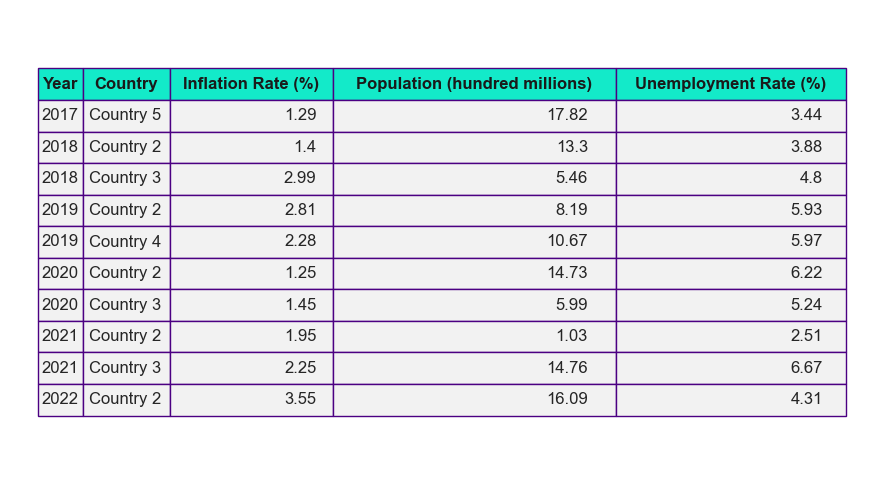 Year Country Inflation Rate (%) Population (hundred millions) Unemployment Rate (%)
2017 Country 5 1.29 17.82 3.44
2018 Country 2 1.4 13.3 3.88
2018 Country 3 2.99 5.46 4.8
2019 Country 2 2.81 8.19 5.93
2019 Country 4 2.28 10.67 5.97
2020 Country 2 1.25 14.73 6.22
2020 Country 3 1.45 5.99 5.24
2021 Country 2 1.95 1.03 2.51
2021 Country 3 2.25 14.76 6.67
2022 Country 2 3.55 16.09 4.31